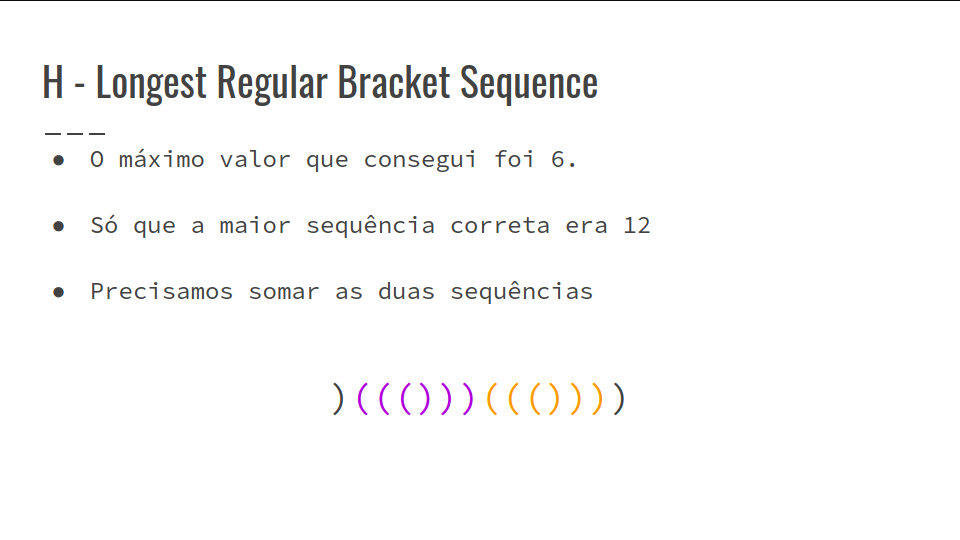 H - Longest Regular Bracket Sequence
● O máximo valor que consegui foi 6.
● Só que a maior sequência correta era 12
● Precisamos somar as duas sequências
)((()))((())))